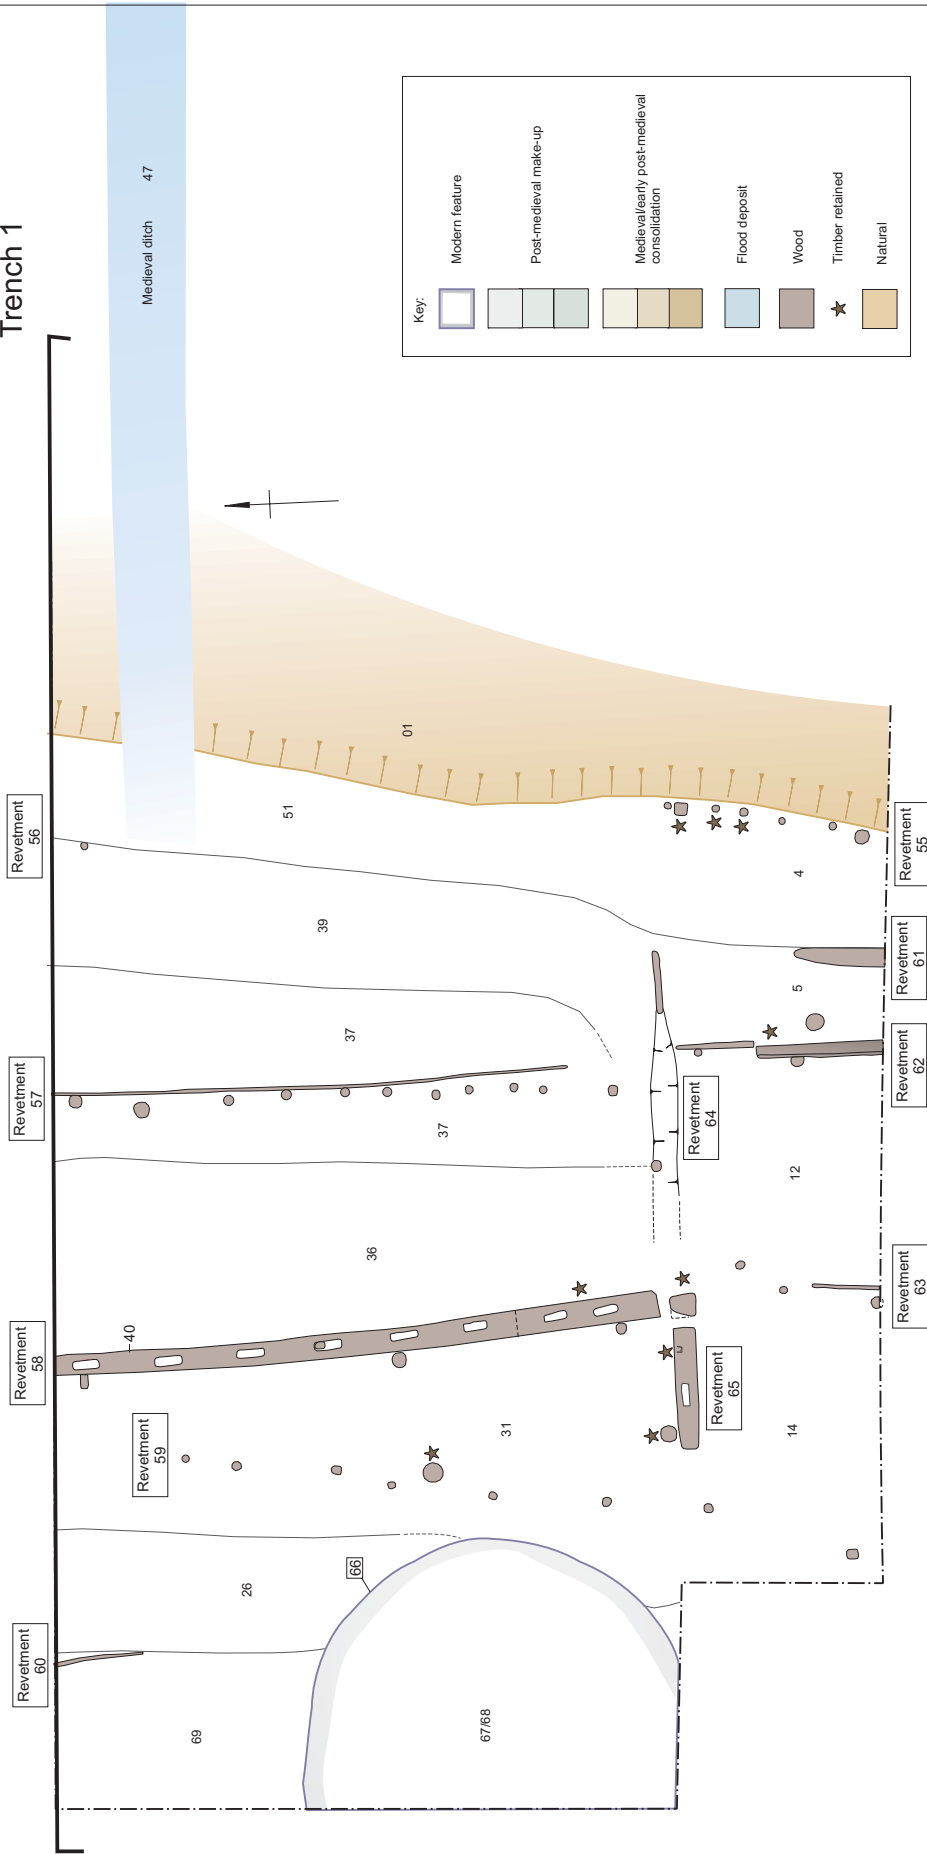 Trench 1
Medieval ditch 47
Key:
Modern feature
Post-medieval make-up
Medieval/early post-medieval
consolidation
Flood deposit
Wood
Timber retained
Natural
Revetment
56
Revetment
57
Revetment
58
Revetment
59
Revetment
60
01
51
39
37
37
36
40
31
26
69
66
67/68
4
5
12
14
Revetment
64
Revetment
65
Revetment
55
Revetment
61
Revetment
62
Revetment
63